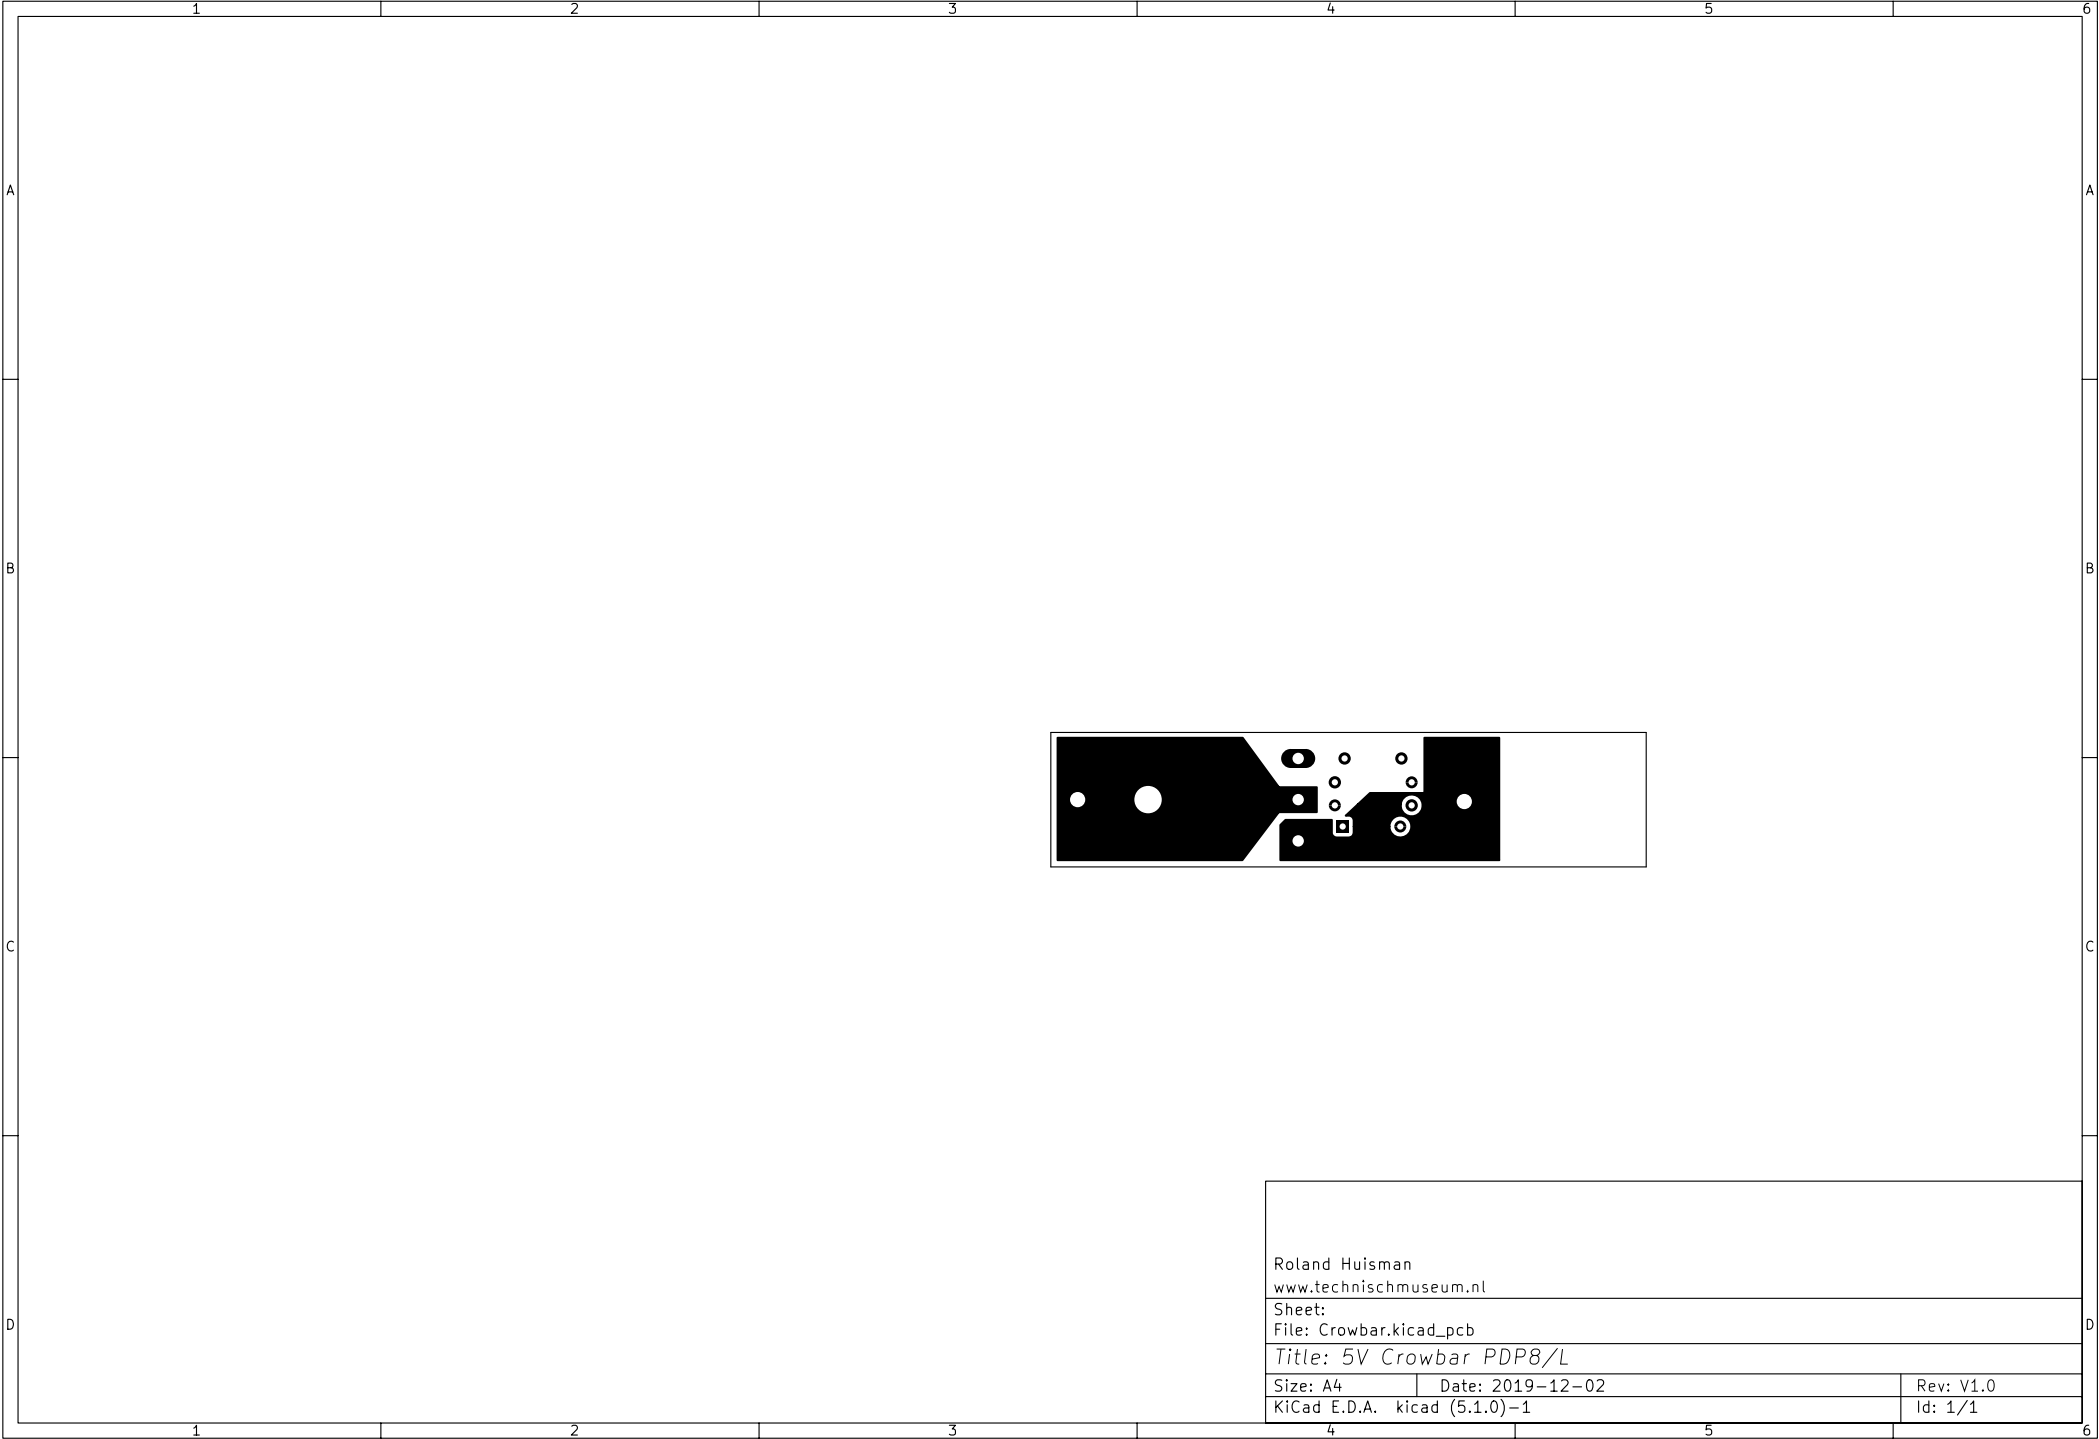 1 2 3 4 5 6
A A
B B
C C
Roland Huisman
www.technischmuseum.nl
Sheet:
File: Crowbar.kicad_pcb
D D
Title: 5V Crowbar PDP8/L
Size: A4 Date: 2019-12-02 Rev: V1.0
KiCad E.D.A. kicad (5.1.0)-1 Id: 1/1
1 2 3 4 5 6